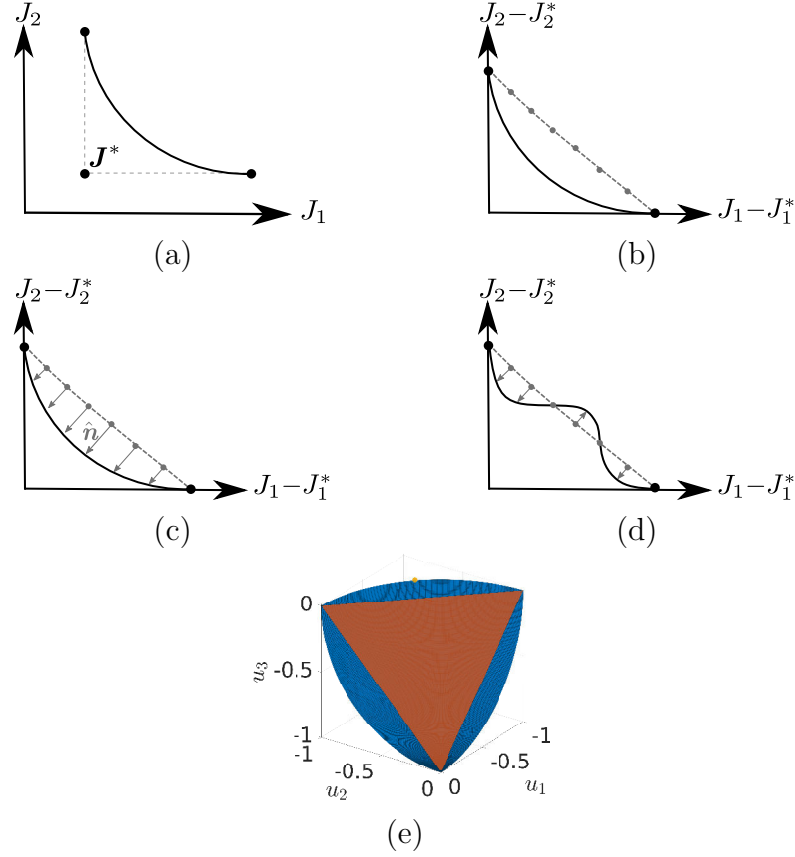 J₂
J*
J₁
(a)
J₂−J₂*
J₁−J₁*
(b)
J₂−J₂*
n̂
J₁−J₁*
(c)
J₂−J₂*
J₁−J₁*
(d)
0
-0.5
-1
u₃
-1
-0.5
0
u₂
0
-0.5
-1
u₁
(e)